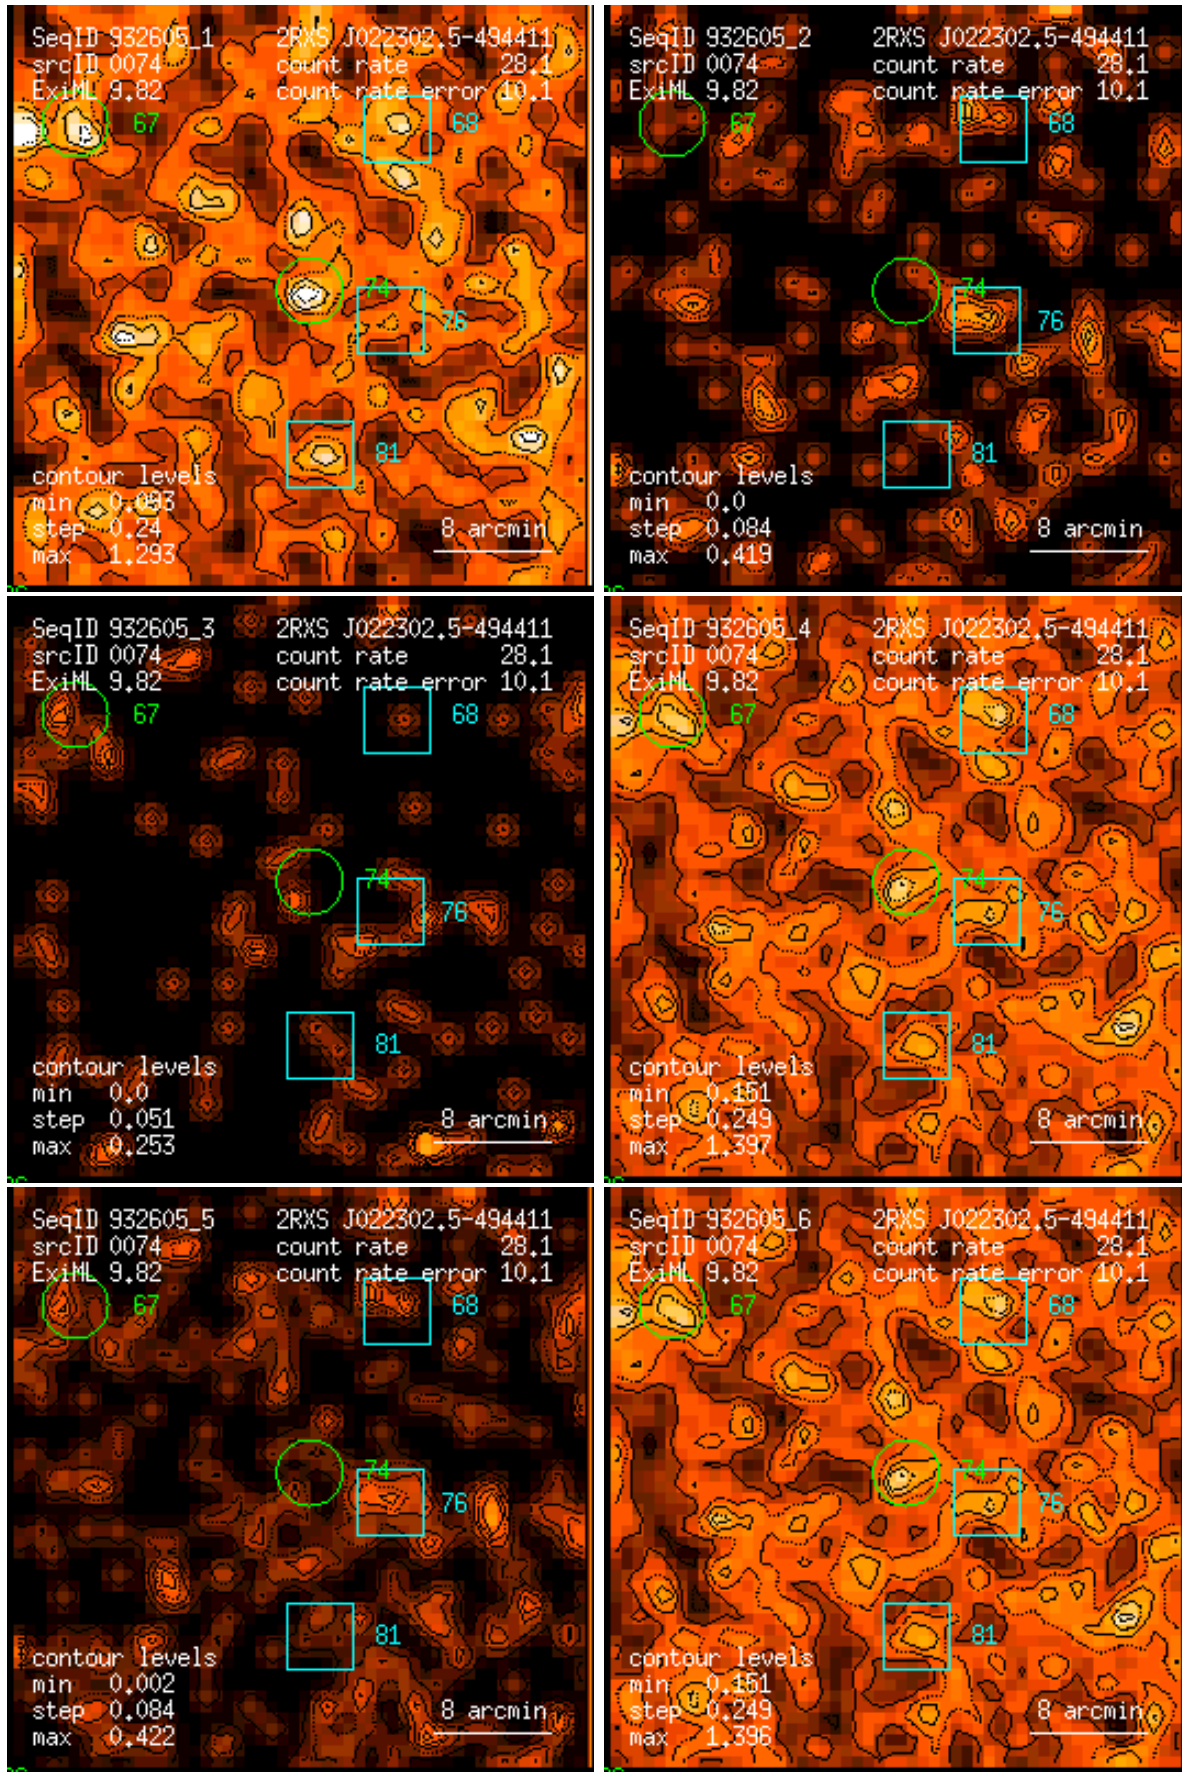 SeqID 932605_1 2RXS J022302.5-494411
srcID 0074 count rate 28.1
ExiML 9.82 count rate error 10.1
67 68
74
76
81
contour levels
min 0.093
step 0.24
max 1.293
8 arcmin
SeqID 932605_2 2RXS J022302.5-494411
srcID 0074 count rate 28.1
ExiML 9.82 count rate error 10.1
67 68
74
76
81
contour levels
min 0.0
step 0.084
max 0.419
8 arcmin
SeqID 932605_3 2RXS J022302.5-494411
srcID 0074 count rate 28.1
ExiML 9.82 count rate error 10.1
67 68
74
76
81
contour levels
min 0.0
step 0.051
max 0.253
8 arcmin
SeqID 932605_4 2RXS J022302.5-494411
srcID 0074 count rate 28.1
ExiML 9.82 count rate error 10.1
67 68
74
76
81
contour levels
min 0.151
step 0.249
max 1.397
8 arcmin
SeqID 932605_5 2RXS J022302.5-494411
srcID 0074 count rate 28.1
ExiML 9.82 count rate error 10.1
67 68
74
76
81
contour levels
min 0.002
step 0.084
max 0.422
8 arcmin
SeqID 932605_6 2RXS J022302.5-494411
srcID 0074 count rate 28.1
ExiML 9.82 count rate error 10.1
67 68
74
76
81
contour levels
min 0.151
step 0.249
max 1.396
8 arcmin